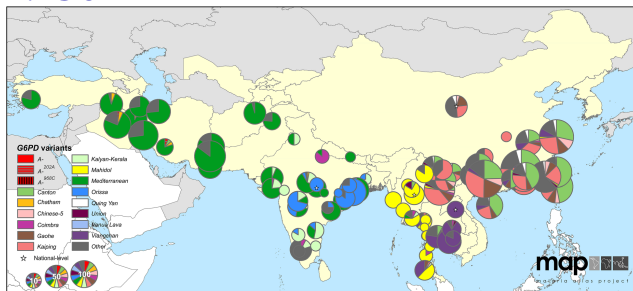 G6PD variants
A-
A- 202A
A- 968C
Canton
Chatham
Chinese-5
Coimbra
Gaohe
Kaiping
Kalyan-Kerala
Mahidol
Mediterranean
Orissa
Quing Yan
Union
Vanua Lava
Viangchan
Other
☆ National-level
10
50
100
map
malaria atlas project